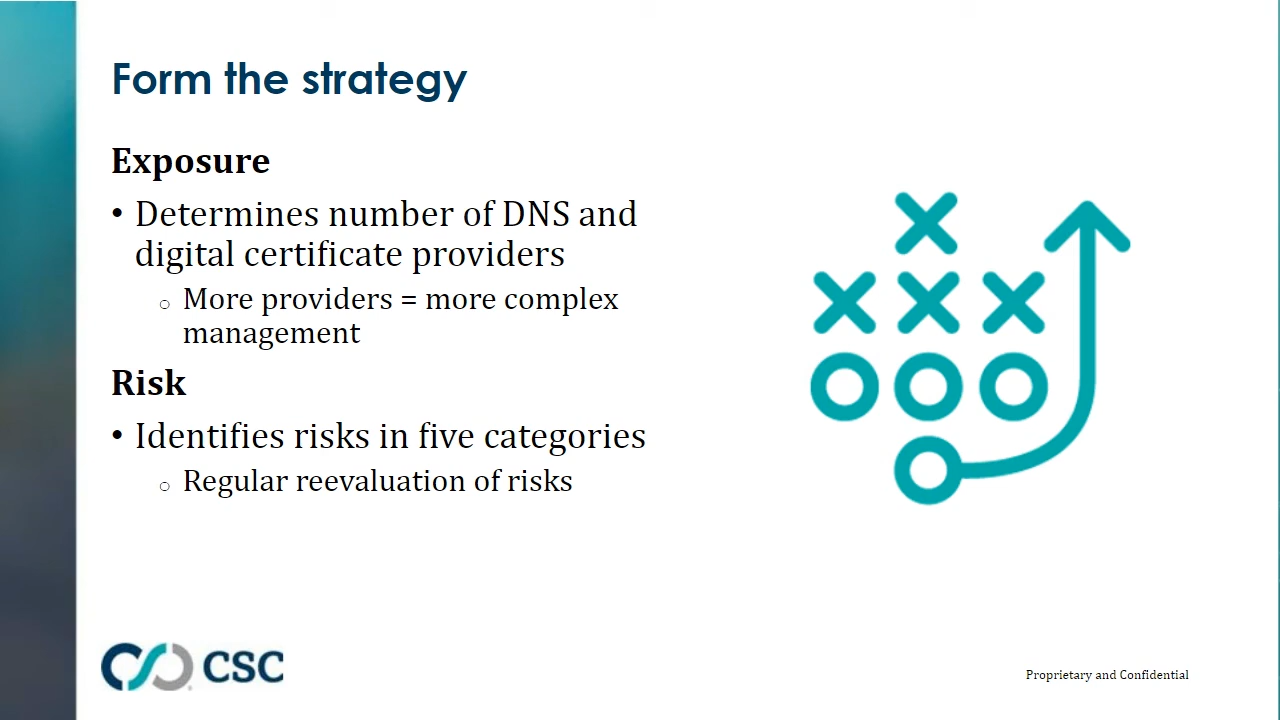 Form the strategy
Exposure
• Determines number of DNS and
digital certificate providers
○ More providers = more complex
management
Risk
• Identifies risks in five categories
○ Regular reevaluation of risks
CSC
Proprietary and Confidential